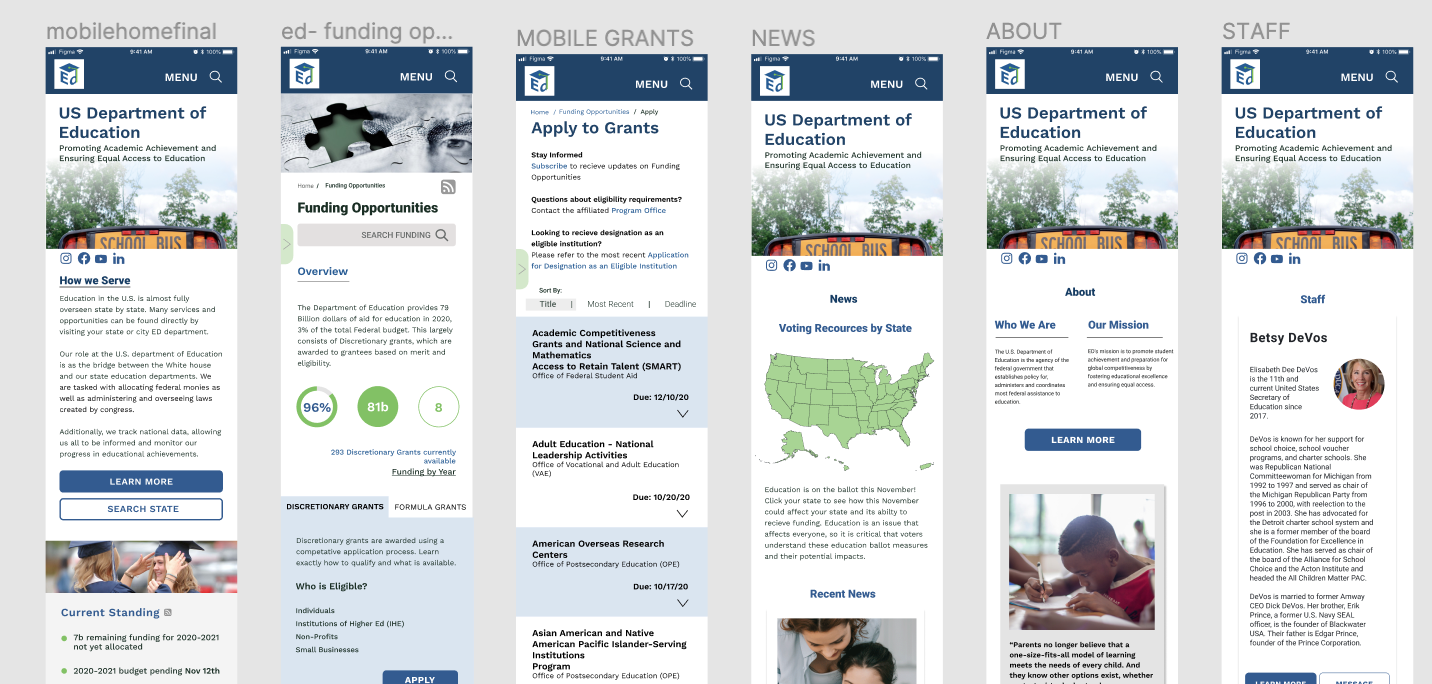 mobilehomefinal
Figma
9:41 AM
100%
Ed
MENU
US Department of
Education
Promoting Academic Achievement and
Ensuring Equal Access to Education
SCHOOL BUS
How we Serve
Education in the U.S. is almost fully
overseen state by state. Many services and
opportunities can be found directly by
visiting your state or city ED department.
Our role at the U.S. department of Education
is as the bridge between the White house
and our state education departments. We
are tasked with allocating federal monies as
well as administering and overseeing laws
created by congress.
Additionally, we track national data, allowing
us all to be informed and monitor our
progress in educational achievements.
LEARN MORE
SEARCH STATE
Current Standing
7b remaining funding for 2020-2021
not yet allocated
2020-2021 budget pending Nov 12th
ed- funding op...
Figma
9:41 AM
100%
Ed
MENU
Home / Funding Opportunities
Funding Opportunities
SEARCH FUNDING
Overview
The Department of Education provides 79
Billion dollars of aid for education in 2020,
3% of the total Federal budget. This largely
consists of Discretionary grants, which are
awarded to grantees based on merit and
eligibility.
96%
81b
8
293 Discretionary Grants currently
available
Funding by Year
DISCRETIONARY GRANTS
FORMULA GRANTS
Discretionary grants are awarded using a
competative application process. Learn
exactly how to qualify and what is available.
Who is Eligible?
Individuals
Institutions of Higher Ed (IHE)
Non-Profits
Small Businesses
APPLY
MOBILE GRANTS
Figma
9:41 AM
100%
Ed
MENU
Home / Funding Opportunities / Apply
Apply to Grants
Stay Informed
Subscribe to recieve updates on Funding
Opportunities
Questions about eligibility requirements?
Contact the affiliated Program Office
Looking to recieve designation as an
eligible institution?
Please refer to the most recent Application
for Designation as an Eligible Institution
Sort By:
Title | Most Recent | Deadline
Academic Competitiveness
Grants and National Science and
Mathematics
Access to Retain Talent (SMART)
Office of Federal Student Aid
Due: 12/10/20
Adult Education - National
Leadership Activities
Office of Vocational and Adult Education
(VAE)
Due: 10/20/20
American Overseas Research
Centers
Office of Postsecondary Education (OPE)
Due: 10/17/20
Asian American and Native
American Pacific Islander-Serving
Institutions
Program
Office of Postsecondary Education (OPE)
NEWS
Figma
9:41 AM
100%
Ed
MENU
US Department of
Education
Promoting Academic Achievement and
Ensuring Equal Access to Education
SCHOOL BUS
News
Voting Recources by State
Education is on the ballot this November!
Click your state to see how this November
could affect your state and its abilty to
recieve funding. Education is an issue that
affects everyone, so it is critical that voters
understand these education ballot measures
and their potential impacts.
Recent News
ABOUT
Figma
9:41 AM
100%
Ed
MENU
US Department of
Education
Promoting Academic Achievement and
Ensuring Equal Access to Education
SCHOOL BUS
About
Who We Are
The U.S. Department of
Education is the agency of the
federal government that
establishes policy for,
administers and coordinates
most federal assistance to
education.
Our Mission
ED's mission is to promote student
achievement and preparation for
global competitiveness by
fostering educational excellence
and ensuring equal access.
LEARN MORE
"Parents no longer believe that a
one-size-fits-all model of learning
meets the needs of every child. And
they know other options exist, whether
STAFF
Figma
9:41 AM
100%
Ed
MENU
US Department of
Education
Promoting Academic Achievement and
Ensuring Equal Access to Education
SCHOOL BUS
Staff
Betsy DeVos
Elisabeth Dee DeVos
is the 11th and
current United States
Secretary of
Education since
2017.
DeVos is known for her support for
school choice, school voucher
programs, and charter schools. She
was Republican National
Committeewoman for Michigan from
1992 to 1997 and served as chair of
the Michigan Republican Party from
1996 to 2000, with reelection to the
post in 2003. She has advocated for
the Detroit charter school system and
she is a former member of the board
of the Foundation for Excellence in
Education. She has served as chair of
the board of the Alliance for School
Choice and the Acton Institute and
headed the All Children Matter PAC.
DeVos is married to former Amway
CEO Dick DeVos. Her brother, Erik
Prince, a former U.S. Navy SEAL
officer, is the founder of Blackwater
USA. Their father is Edgar Prince,
founder of the Prince Corporation.
LEARN MORE
MESSAGE